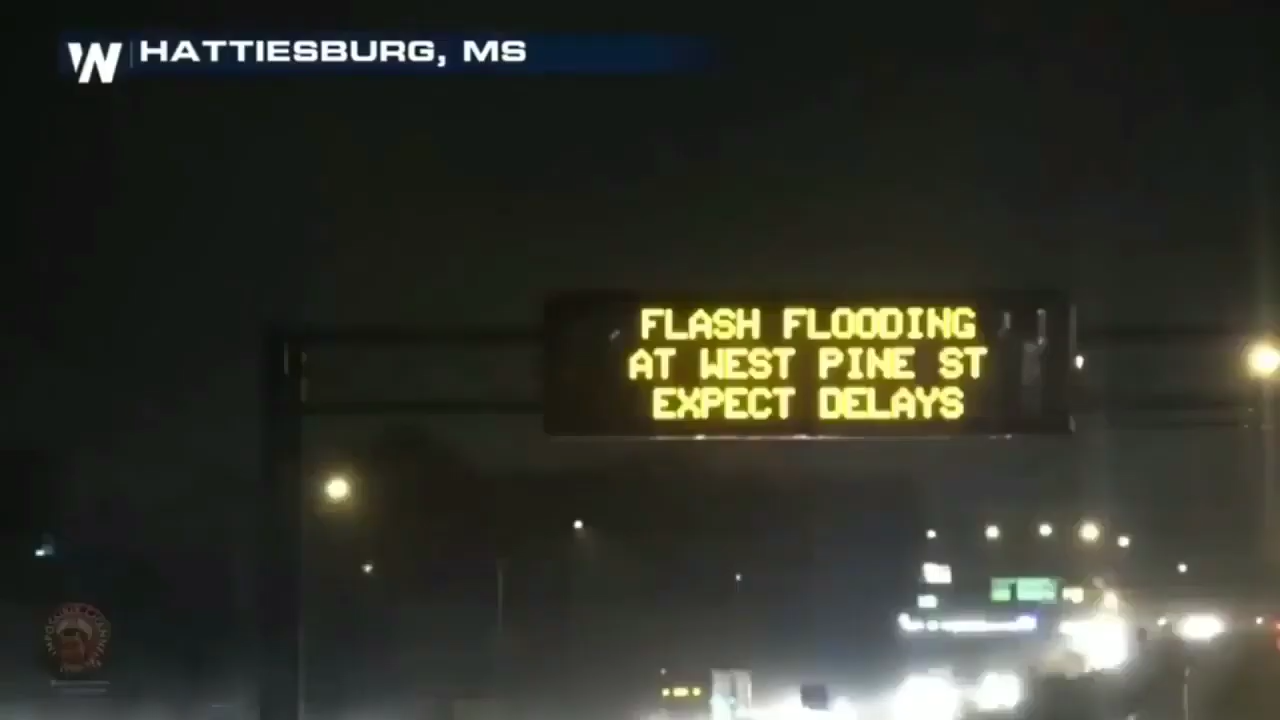 W HATTIESBURG, MS
FLASH FLOODING
AT WEST PINE ST
EXPECT DELAYS